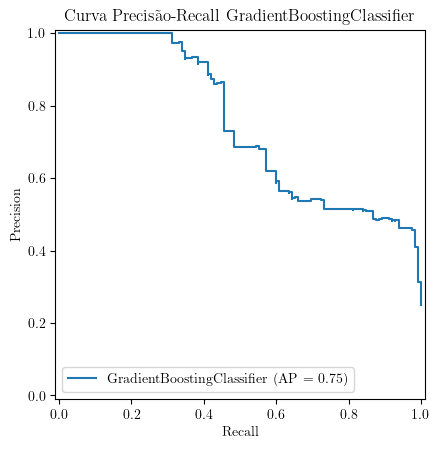 Curva Precisão-Recall GradientBoostingClassifier
1.0
0.8
0.6
0.4
0.2
0.0
Precision
GradientBoostingClassifier (AP = 0.75)
0.0 0.2 0.4 0.6 0.8 1.0
Recall